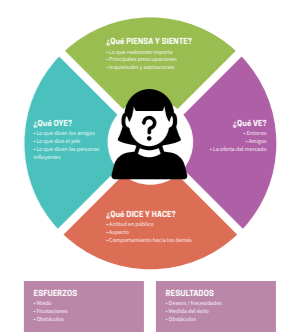 ¿Qué PIENSA Y SIENTE?
• Lo que realmente importa
• Principales preocupaciones
• Inquietudes y aspiraciones
¿Qué OYE?
• Lo que dicen los amigos
• Lo que dice el jefe
• Lo que dicen las personas
influyentes
?
¿Qué VE?
• Entorno
• Amigos
• La oferta del mercado
¿Qué DICE Y HACE?
• Actitud en público
• Aspecto
• Comportamiento hacia los demás
ESFUERZOS
• Miedo
• Frustaciones
• Obstáculos
RESULTADOS
• Deseos / Necesidades
• Medida del éxito
• Obstáculos